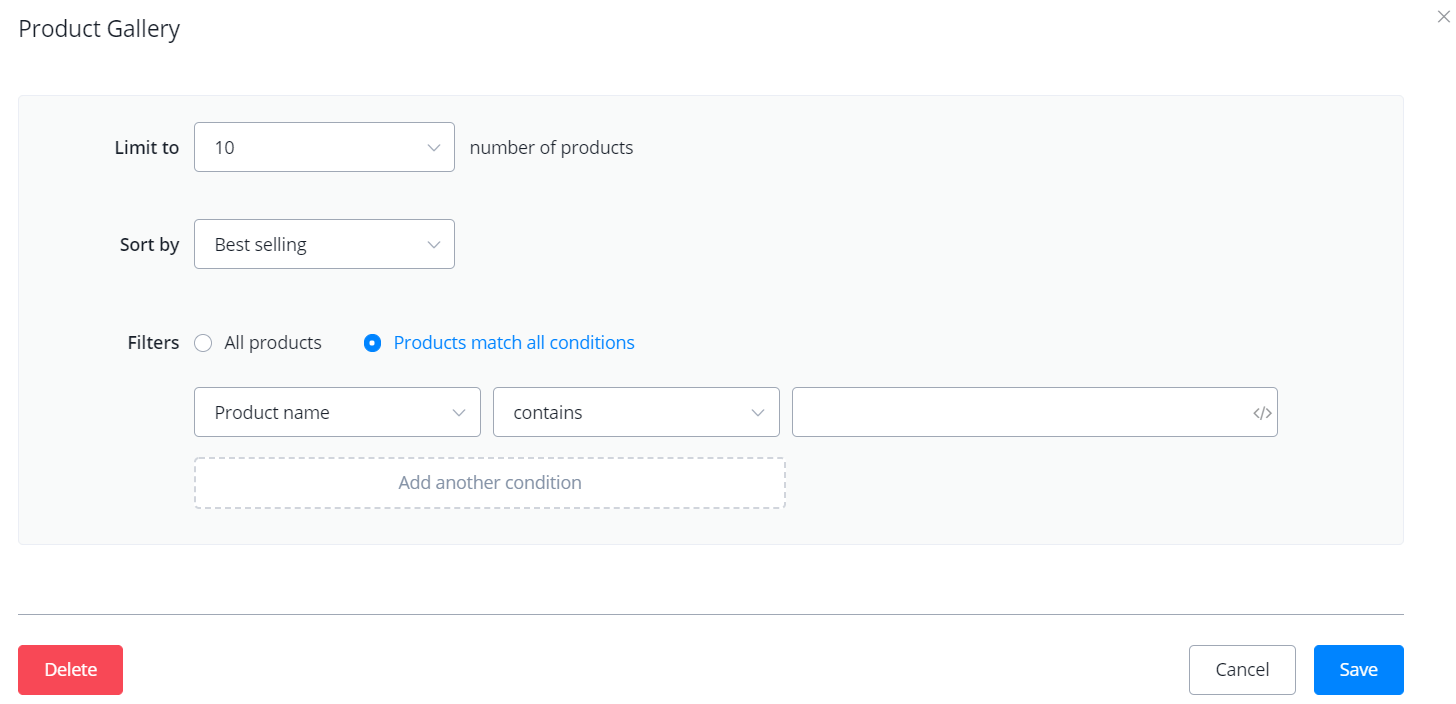 Product Gallery
Limit to 10 number of products
Sort by Best selling
Filters All products Products match all conditions
Product name contains </>
Add another condition
Delete Cancel Save